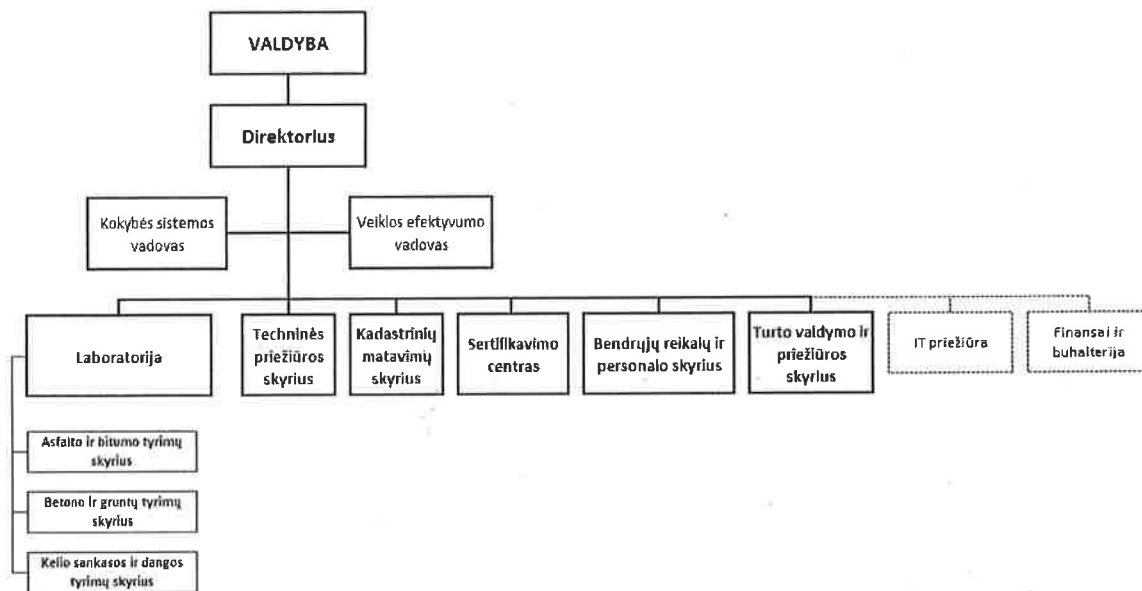 VALDYBA
Direktorius
Kokybės sistemos
vadovas
Veiklos efektyvumo
vadovas
Laboratorija
Techninės
priežiūros
skyrius
Kadastrinių
matavimų
skyrius
Sertifikavimo
centras
Bendrųjų reikalų ir
personalo skyrius
Turto valdymo ir
priežiūros
skyrius
IT priežiūra
Finansai ir
buhalterija
Asfalto ir bitumo tyrimų
skyrius
Betono ir gruntų tyrimų
skyrius
Kelio sankasos ir dangos
tyrimų skyrius